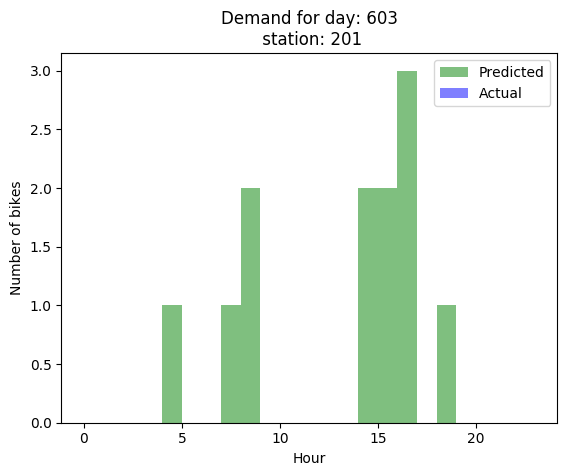 Demand for day: 603
station: 201
Predicted
Actual
Number of bikes
3.0
2.5
2.0
1.5
1.0
0.5
0.0
0 5 10 15 20
Hour